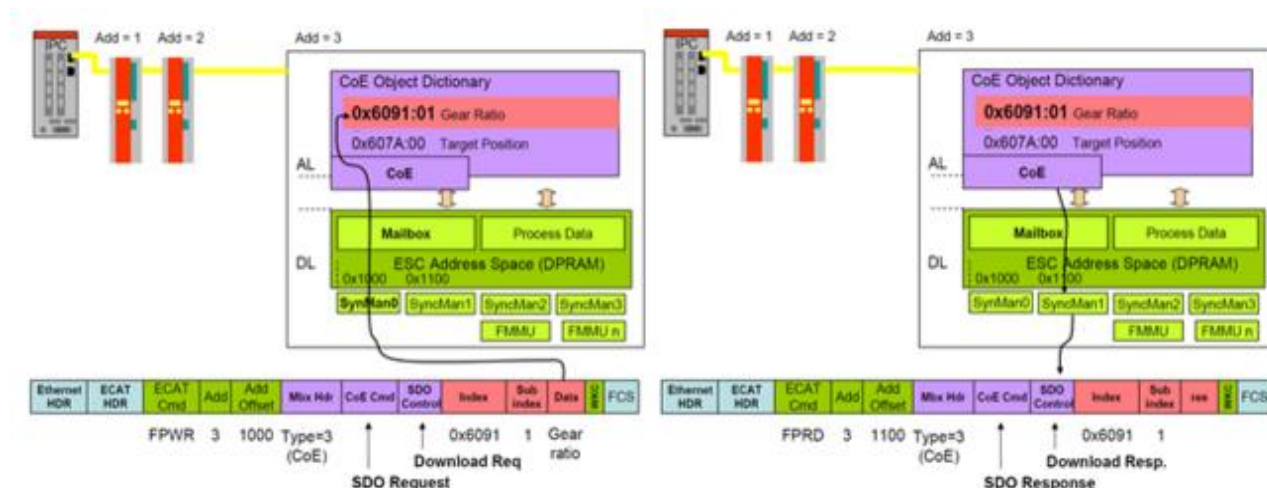 IPC
Add = 1
Add = 2
Add = 3
CoE Object Dictionary
0x6091:01 Gear Ratio
0x607A:00 Target Position
AL
CoE
Mailbox
Process Data
DL
ESC Address Space (DPRAM)
0x1000 0x1100
SynMan0
SyncMan1
SyncMan2
SyncMan3
FMMU
FMMU n
Ethernet HDR
ECAT HDR
ECAT Cmd
Add
Add Offset
Mbx Hdr
CoE Cmd
SDO Control
Index
Sub index
Data
WKC
FCS
FPWR 3 1000 Type=3 (CoE)
0x6091 1 Gear ratio
Download Req
SDO Request
IPC
Add = 1
Add = 2
Add = 3
CoE Object Dictionary
0x6091:01 Gear Ratio
0x607A:00 Target Position
AL
CoE
Mailbox
Process Data
DL
ESC Address Space (DPRAM)
0x1000 0x1100
SynMan0
SyncMan1
SyncMan2
SyncMan3
FMMU
FMMU n
Ethernet HDR
ECAT HDR
ECAT Cmd
Add
Add Offset
Mbx Hdr
CoE Cmd
SDO Control
Index
Sub index
res
WKC
FCS
FPRD 3 1100 Type=3 (CoE)
0x6091 1
Download Resp.
SDO Response